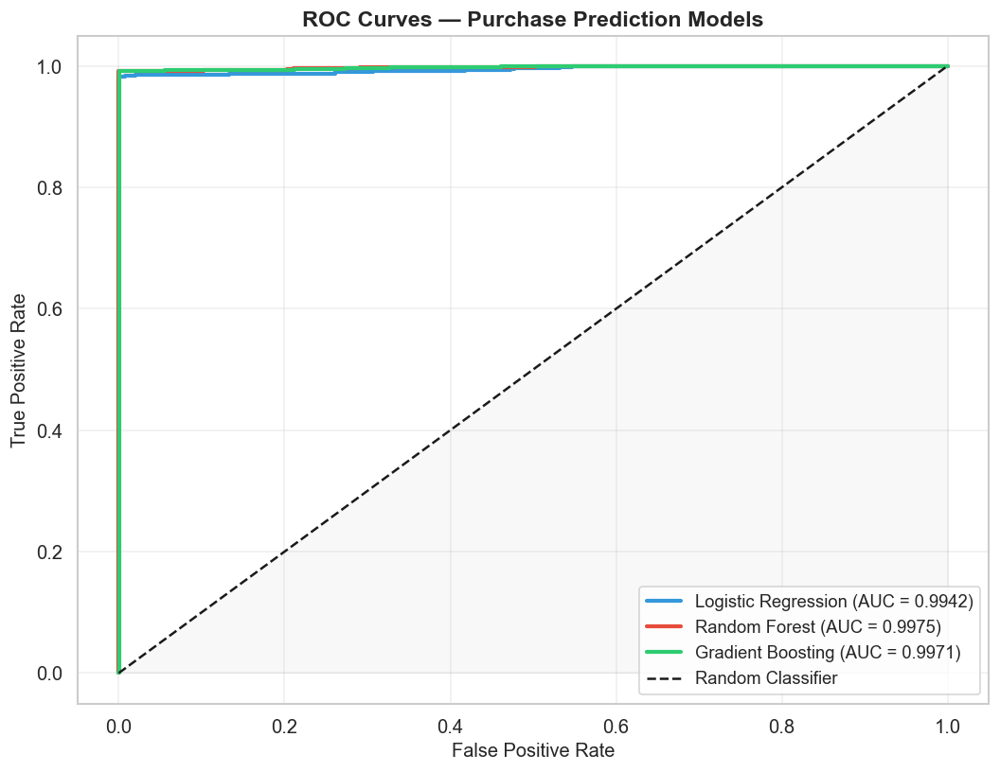 ROC Curves — Purchase Prediction Models
True Positive Rate
1.0
0.8
0.6
0.4
0.2
0.0
0.0 0.2 0.4 0.6 0.8 1.0
False Positive Rate
Logistic Regression (AUC = 0.9942)
Random Forest (AUC = 0.9975)
Gradient Boosting (AUC = 0.9971)
Random Classifier